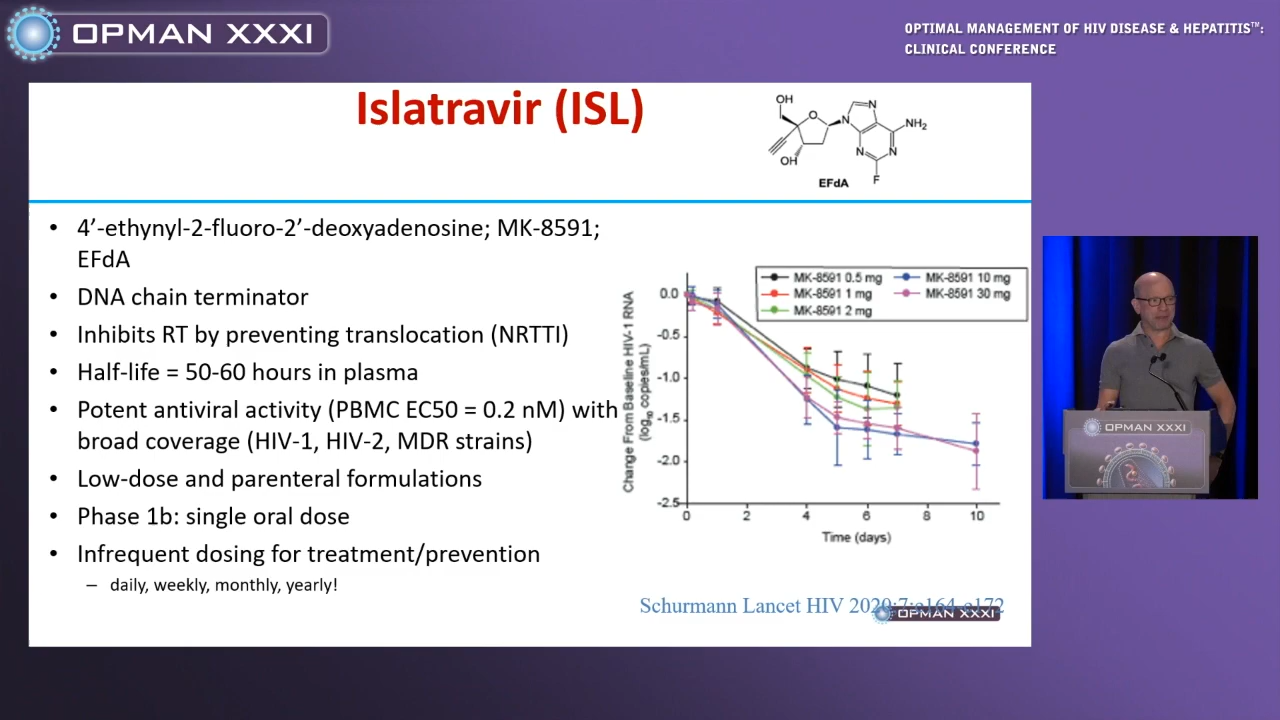 OPMAN XXXI
OPTIMAL MANAGEMENT OF HIV DISEASE & HEPATITIS™:
CLINICAL CONFERENCE
Islatravir (ISL)
OH
O
N
N
NH₂
OH
N
N
F
EFdA
• 4’-ethynyl-2-fluoro-2’-deoxyadenosine; MK-8591;
EFdA
• DNA chain terminator
• Inhibits RT by preventing translocation (NRTTI)
• Half-life = 50-60 hours in plasma
• Potent antiviral activity (PBMC EC50 = 0.2 nM) with
broad coverage (HIV-1, HIV-2, MDR strains)
• Low-dose and parenteral formulations
• Phase 1b: single oral dose
• Infrequent dosing for treatment/prevention
– daily, weekly, monthly, yearly!
MK-8591 0.5 mg
MK-8591 10 mg
MK-8591 1 mg
MK-8591 30 mg
MK-8591 2 mg
Change From Baseline HIV-1 RNA
(log₁₀ copies/mL)
0.0
-0.5
-1.0
-1.5
-2.0
-2.5
0
2
4
6
8
10
Time (days)
Schurmann Lancet HIV 2020;7:e164-e172
OPMAN XXXI
OPMAN XXXI